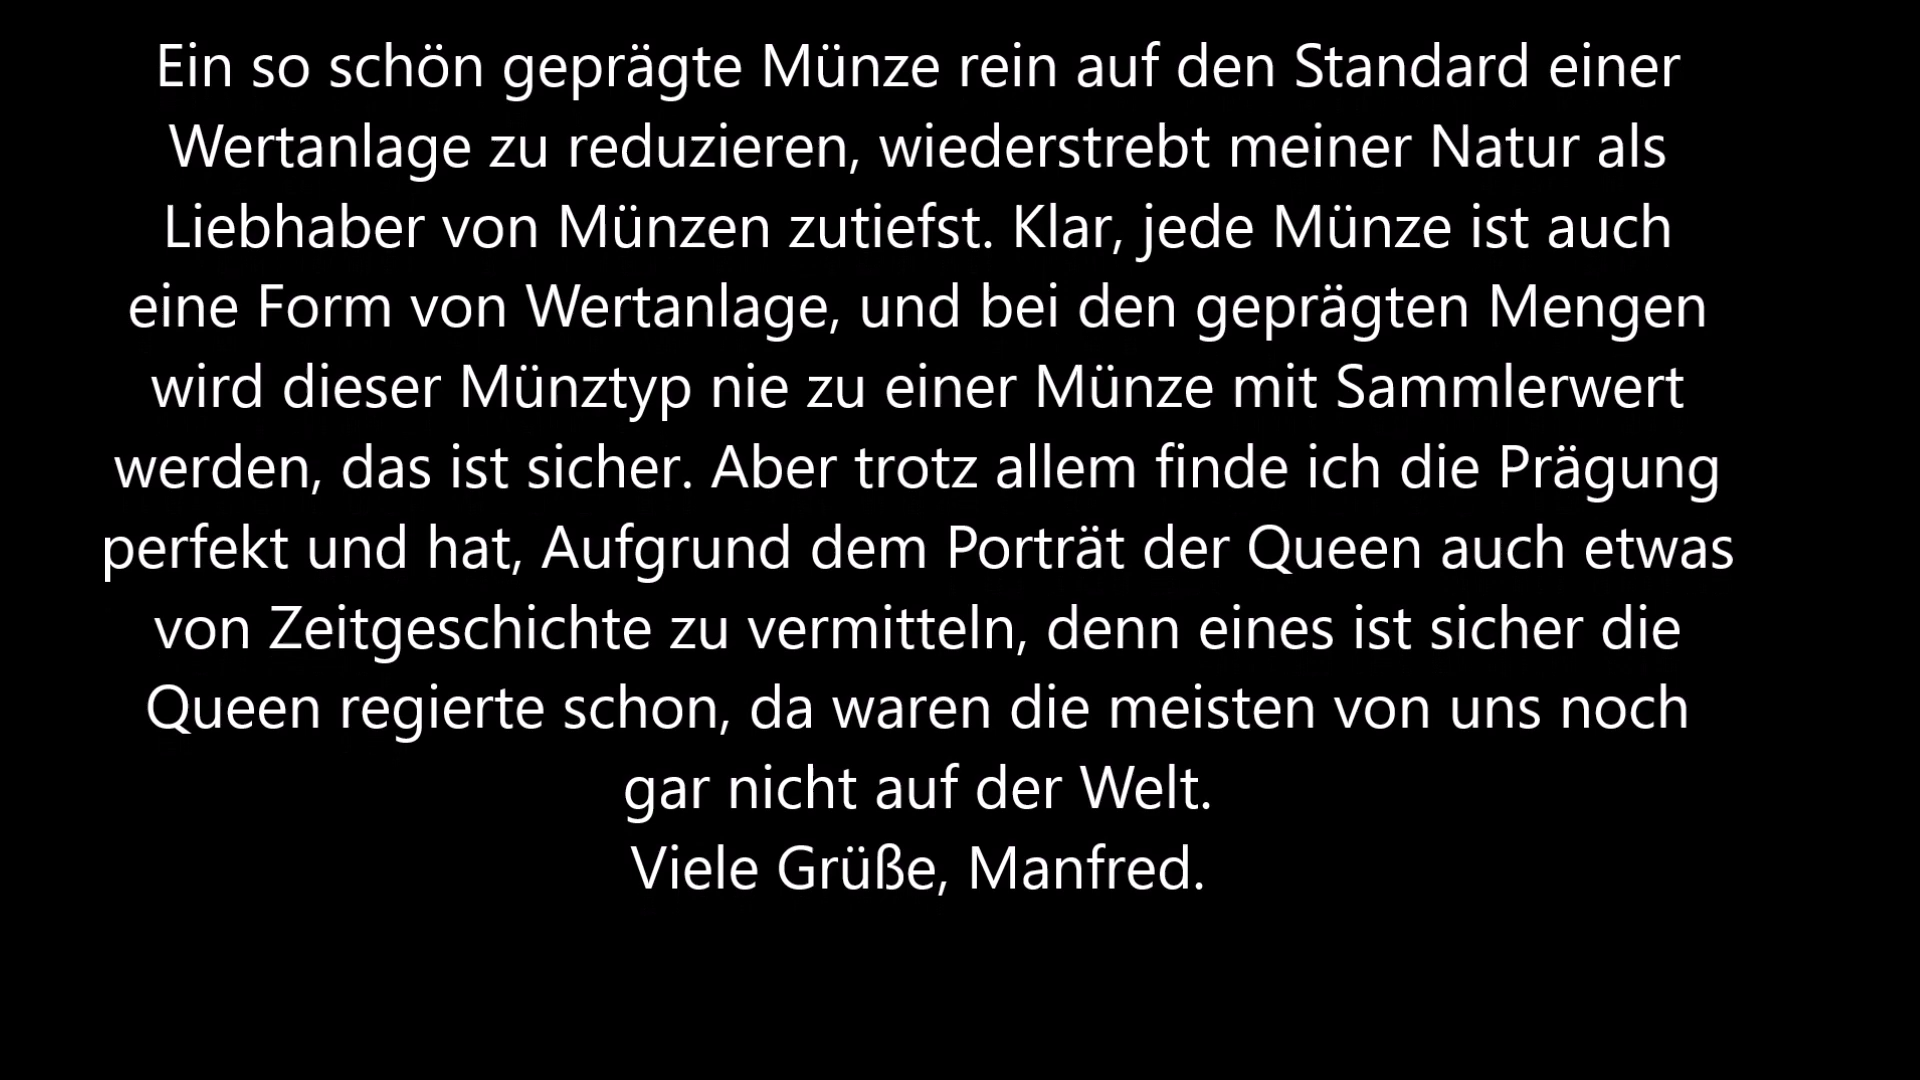 Ein so schön geprägte Münze rein auf den Standard einer
Wertanlage zu reduzieren, wiederstrebt meiner Natur als
Liebhaber von Münzen zutiefst. Klar, jede Münze ist auch
eine Form von Wertanlage, und bei den geprägten Mengen
wird dieser Münztyp nie zu einer Münze mit Sammlerwert
werden, das ist sicher. Aber trotz allem finde ich die Prägung
perfekt und hat, Aufgrund dem Porträt der Queen auch etwas
von Zeitgeschichte zu vermitteln, denn eines ist sicher die
Queen regierte schon, da waren die meisten von uns noch
gar nicht auf der Welt.
Viele Grüße, Manfred.